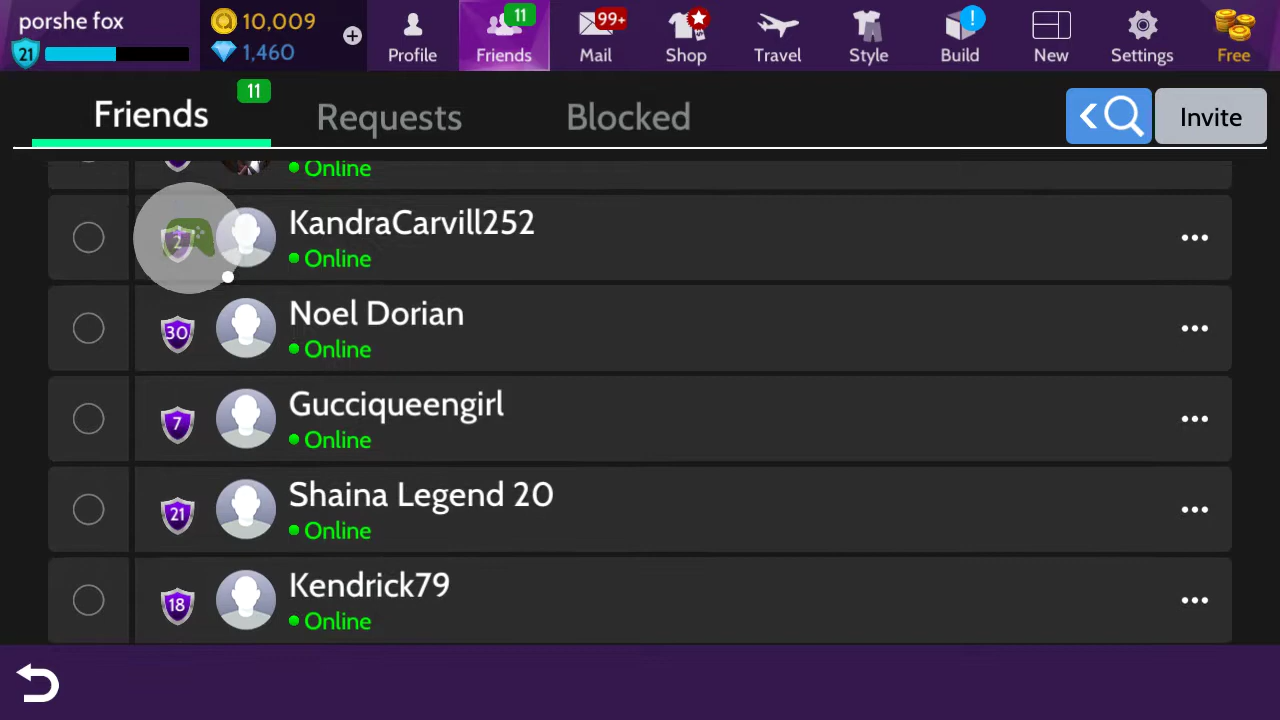 porshe fox
21
10,009
1,460
Profile
11
Friends
99+
Mail
Shop
Travel
Style
!
Build
New
Settings
Free
Friends
11
Requests
Blocked
Invite
Online
2
KandraCarvill252
Online
30
Noel Dorian
Online
7
Gucciqueengirl
Online
21
Shaina Legend 20
Online
18
Kendrick79
Online